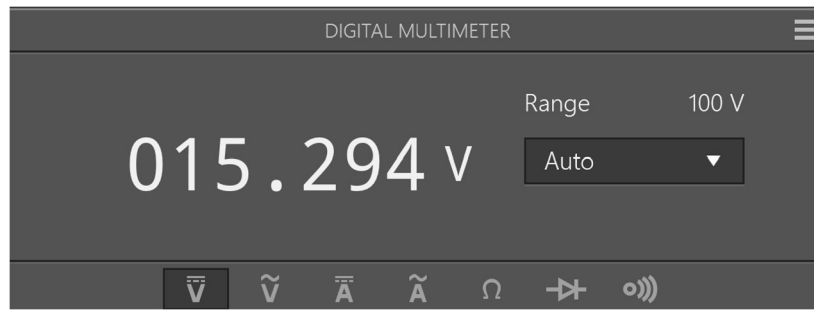 DIGITAL MULTIMETER
Range 100 V
015.294 V
Auto
V V A A Ω